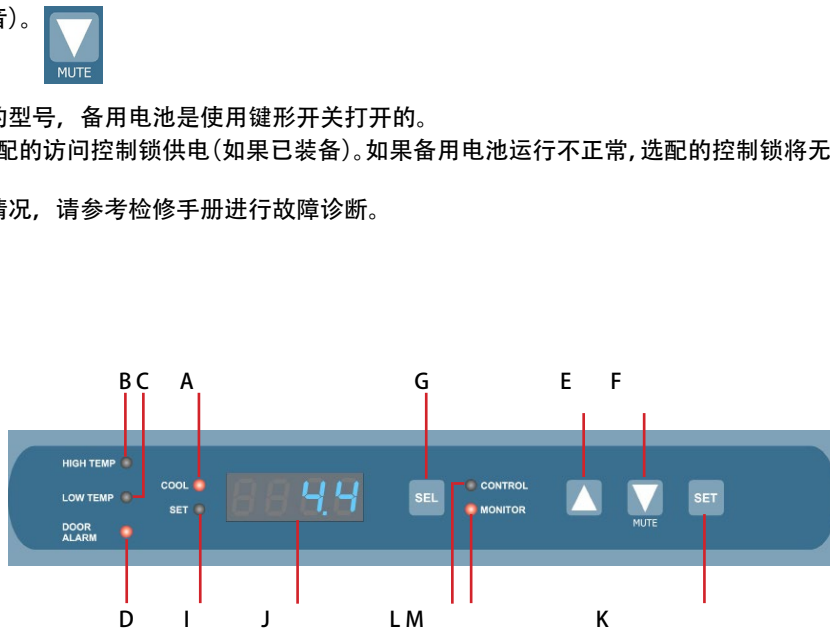 音)。
MUTE
的型号，备用电池是使用键形开关打开的。
配的访问控制锁供电(如果已装备)。如果备用电池运行不正常,选配的控制锁将无
情况，请参考检修手册进行故障诊断。
B C A G E F
HIGH TEMP
LOW TEMP
DOOR
ALARM
COOL
SET
4.4
SEL
CONTROL
MONITOR
MUTE
SET
D I J L M K